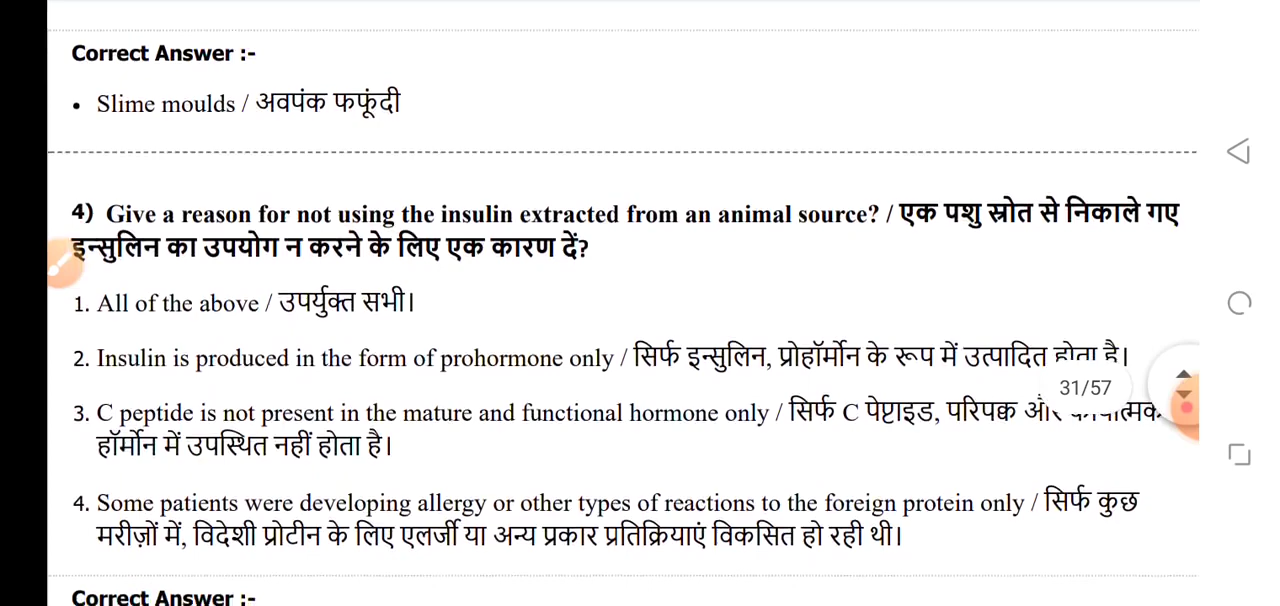 Correct Answer :-
• Slime moulds / अवपंक फफूंदी
4) Give a reason for not using the insulin extracted from an animal source? / एक पशु स्रोत से निकाले गए
इन्सुलिन का उपयोग न करने के लिए एक कारण दें?
1. All of the above / उपर्युक्त सभी।
2. Insulin is produced in the form of prohormone only / सिर्फ इन्सुलिन, प्रोहॉर्मोन के रूप में उत्पादित होता है।
31/57
3. C peptide is not present in the mature and functional hormone only / सिर्फ C पेप्टाइड, परिपक्व और
हॉर्मोन में उपस्थित नहीं होता है।
4. Some patients were developing allergy or other types of reactions to the foreign protein only / सिर्फ कुछ
मरीज़ों में, विदेशी प्रोटीन के लिए एलर्जी या अन्य प्रकार प्रतिक्रियाएं विकसित हो रही थी।
Correct Answer :-